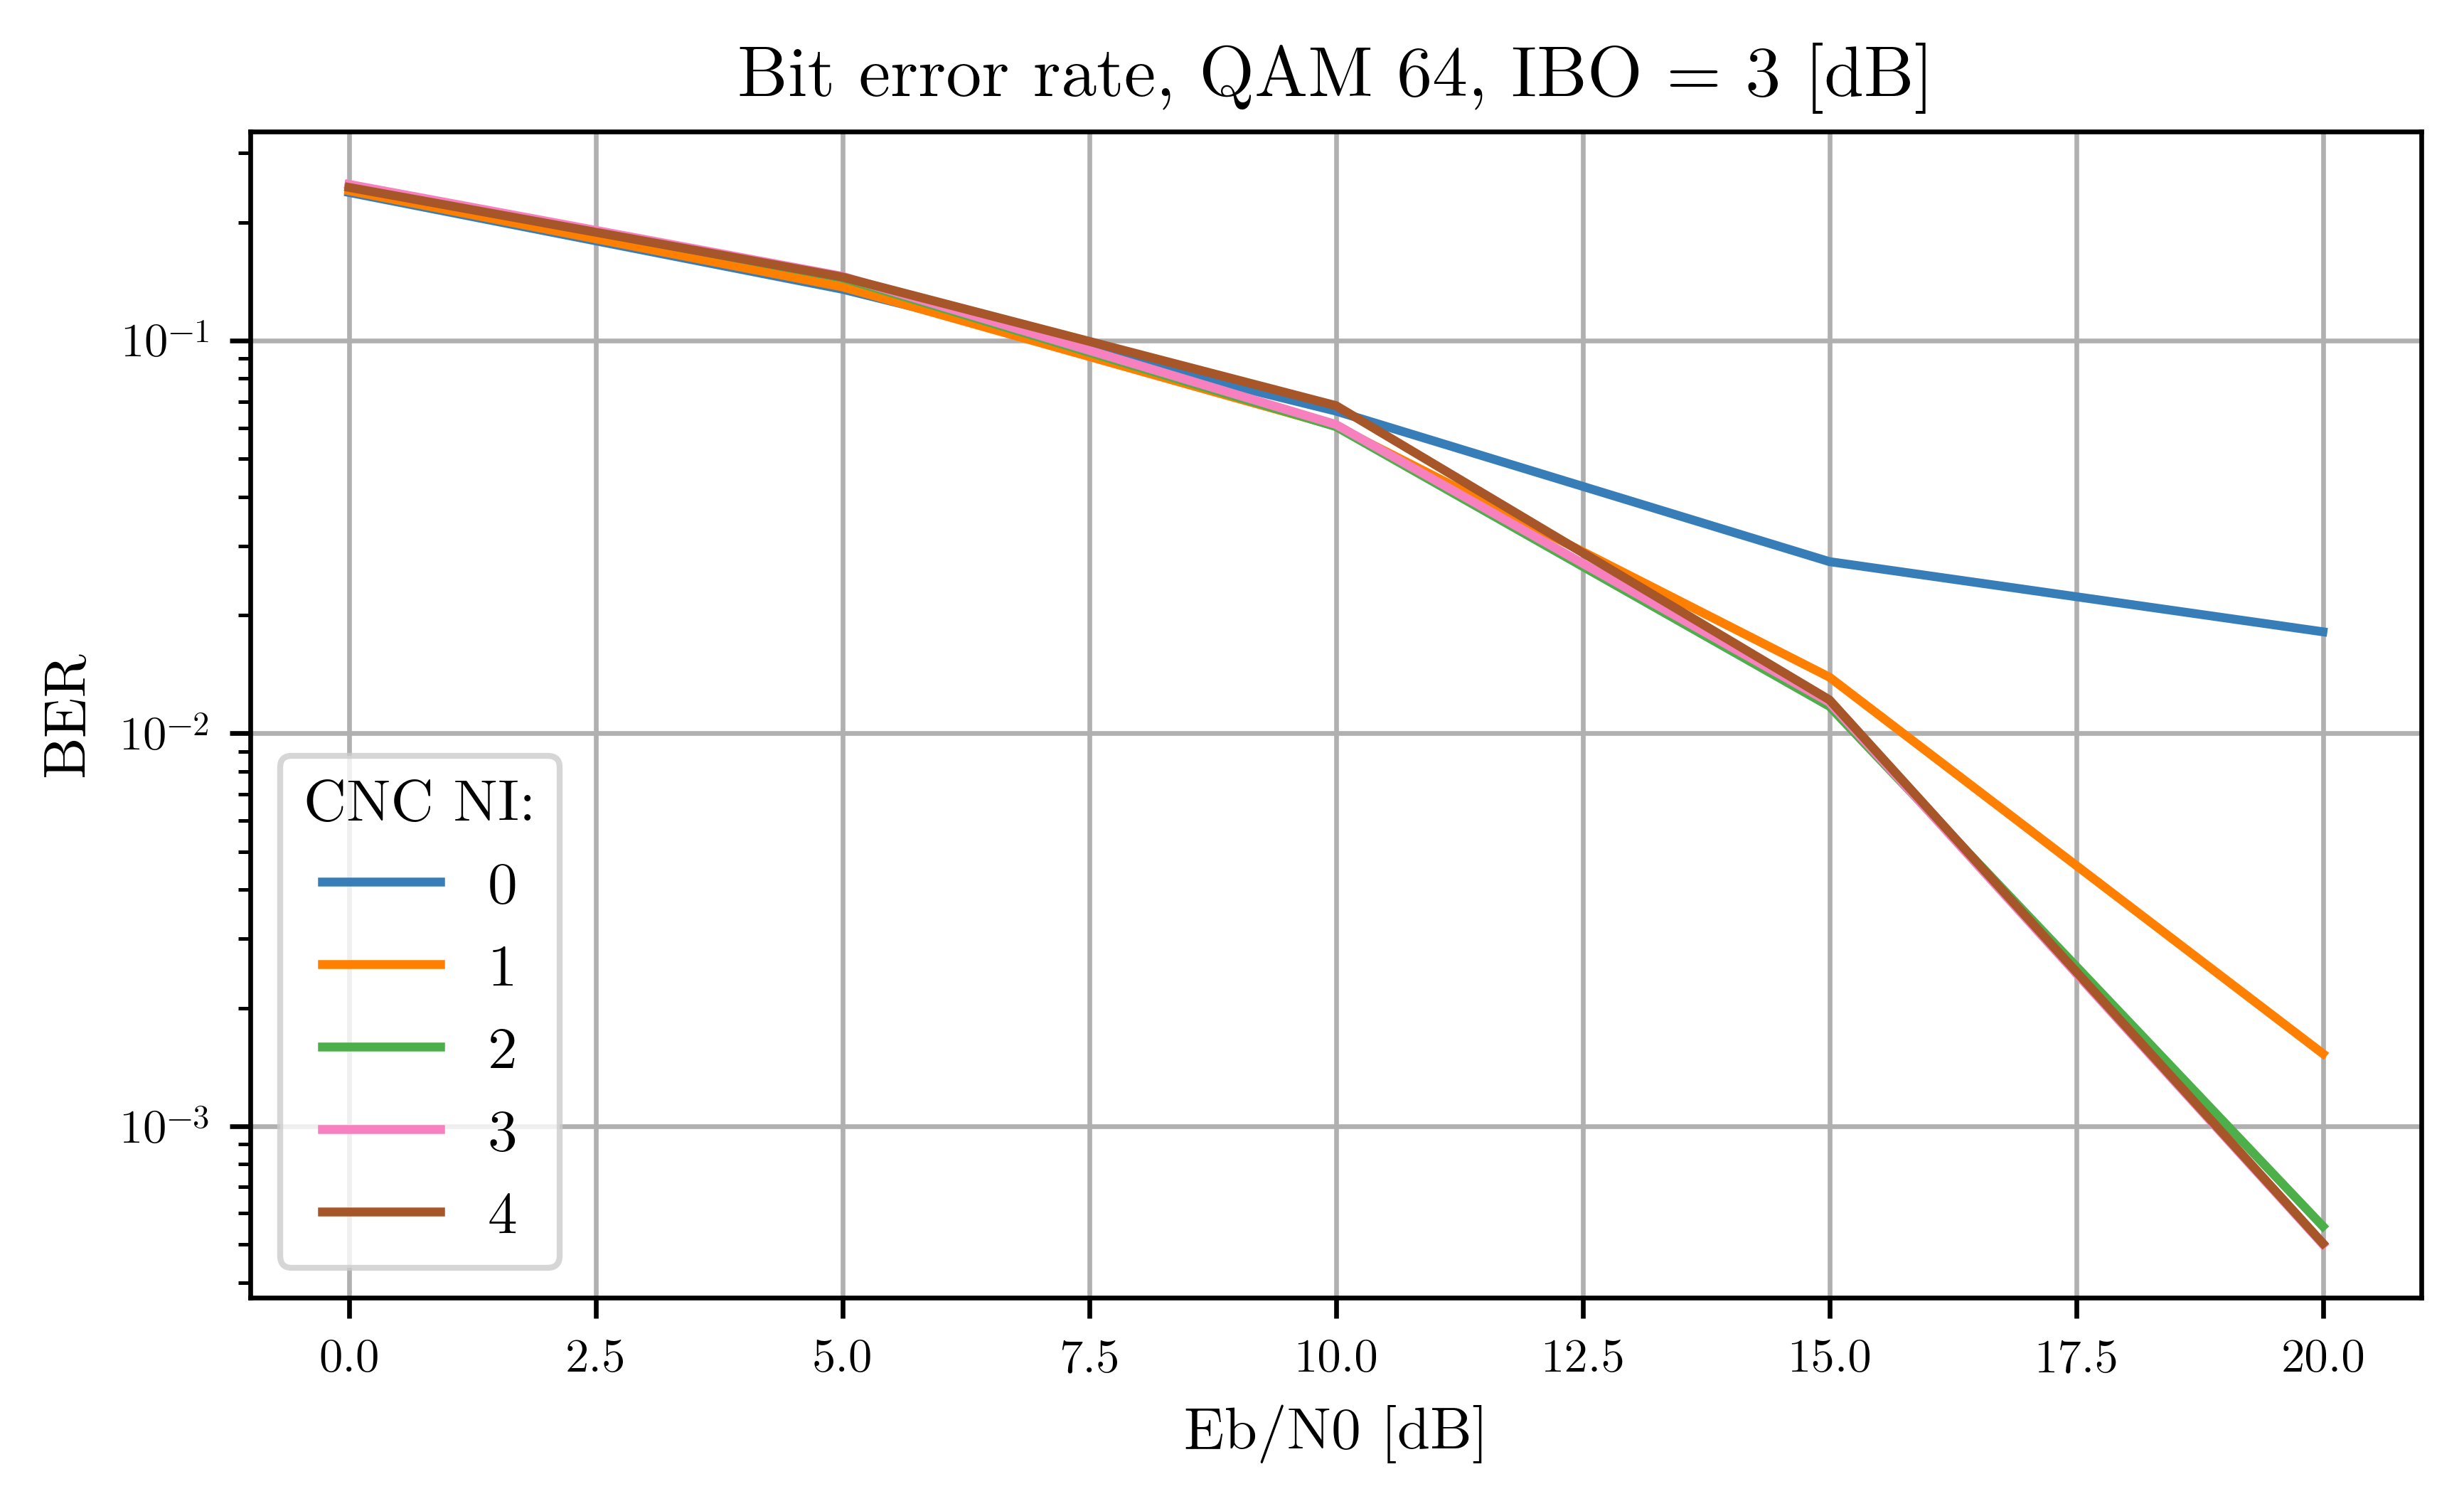 Bit error rate, QAM 64, IBO = 3 [dB]
BER
10⁻¹
10⁻²
10⁻³
CNC NI:
0
1
2
3
4
0.0 2.5 5.0 7.5 10.0 12.5 15.0 17.5 20.0
Eb/N0 [dB]